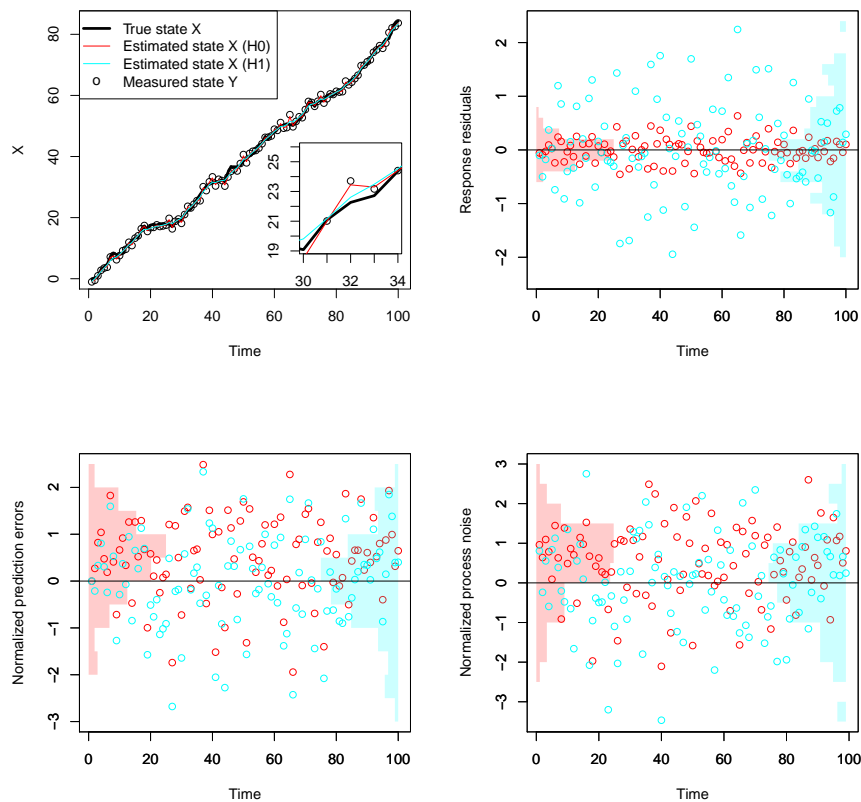 True state X
Estimated state X (H0)
Estimated state X (H1)
Measured state Y
X
0 20 40 60 80
19 21 23 25
30 32 34
0 20 40 60 80 100
Time
Response residuals
-2 -1 0 1 2
0 20 40 60 80 100
Time
Normalized prediction errors
-3 -2 -1 0 1 2
0 20 40 60 80 100
Time
Normalized process noise
-3 -2 -1 0 1 2 3
0 20 40 60 80 100
Time